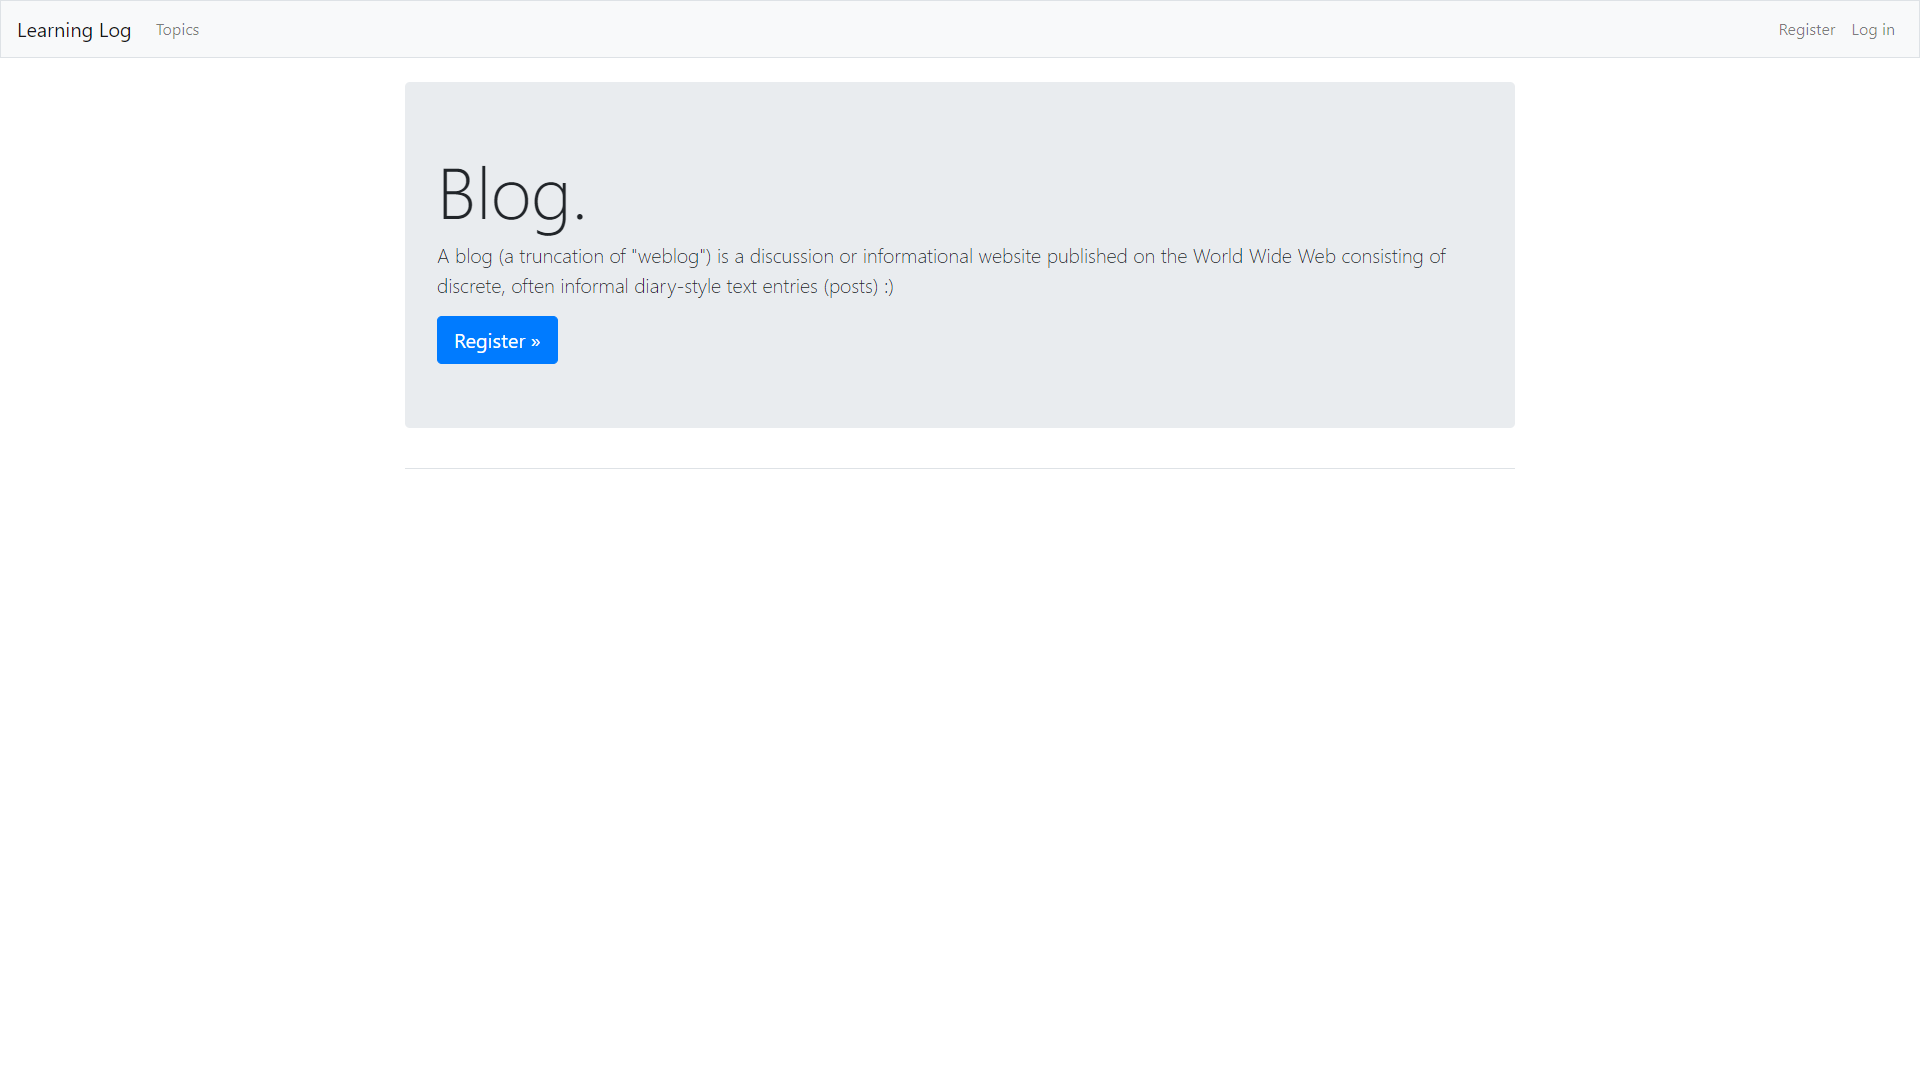 Learning Log Topics Register Log in
Blog.
A blog (a truncation of "weblog") is a discussion or informational website published on the World Wide Web consisting of
discrete, often informal diary-style text entries (posts) :)
Register »